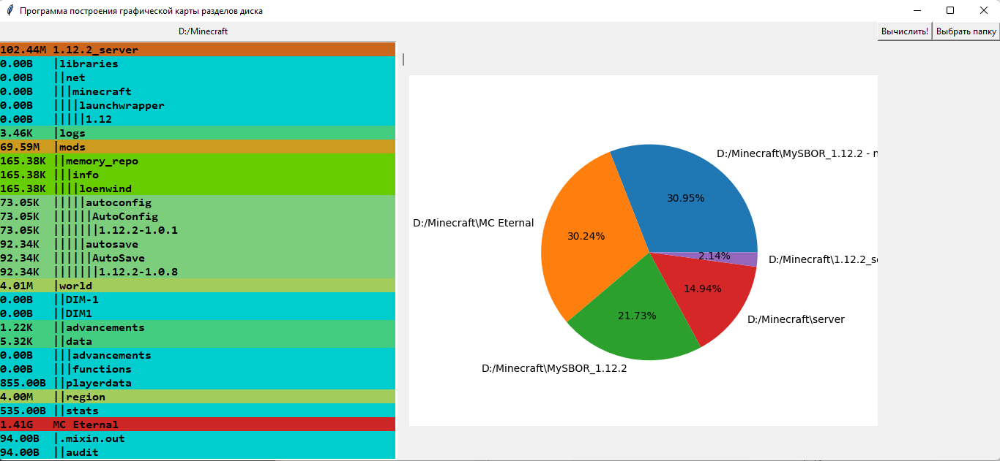 Программа построения графической карты разделов диска
D:/Minecraft
Вычислить! Выбрать папку
102.44M 1.12.2_server
0.00B |libraries
0.00B ||net
0.00B |||minecraft
0.00B ||||launchwrapper
0.00B |||||1.12
3.46K |logs
69.59M |mods
165.38K ||memory_repo
165.38K |||info
165.38K ||||loenwind
73.05K |||||autoconfig
73.05K ||||||AutoConfig
73.05K |||||||1.12.2-1.0.1
92.34K |||||autosave
92.34K ||||||AutoSave
92.34K |||||||1.12.2-1.0.8
4.01M |world
0.00B ||DIM-1
0.00B ||DIM1
1.22K ||advancements
5.32K ||data
0.00B |||advancements
0.00B |||functions
855.00B ||playerdata
4.00M ||region
535.00B ||stats
1.41G MC Eternal
94.00B |.mixin.out
94.00B ||audit
D:/Minecraft\MySBOR_1.12.2 -
30.95%
D:/Minecraft\MC Eternal
30.24%
2.14%
D:/Minecraft\1.12.2_se
14.94%
21.73%
D:/Minecraft\server
D:/Minecraft\MySBOR_1.12.2